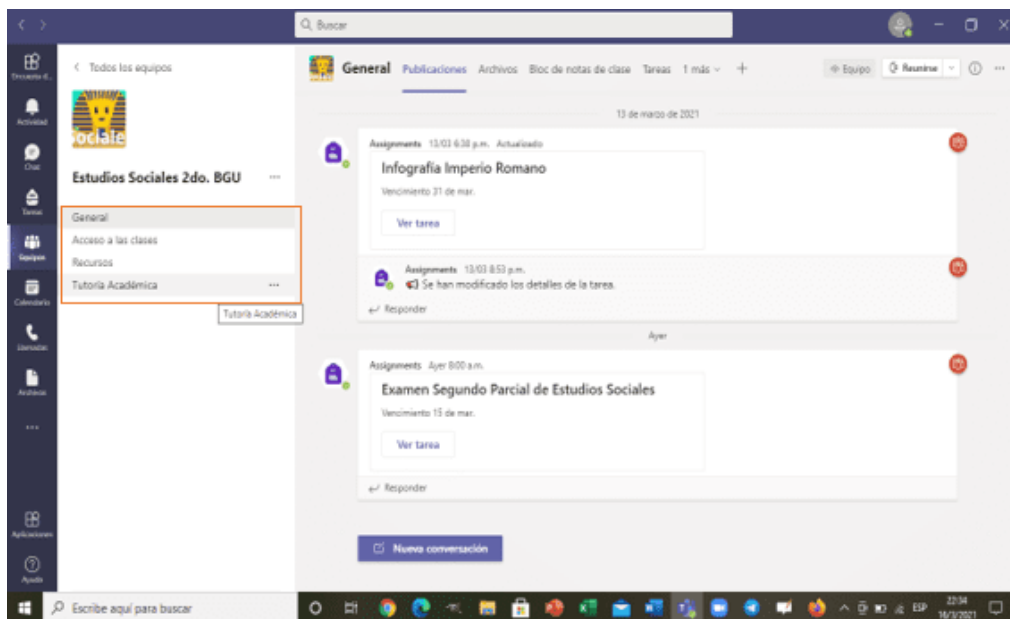 Buscar
Actividad
Chat
Tareas
Equipos
Calendario
Llamadas
Archivos
Aplicaciones
Ayuda
Todos los equipos
Sociale
Estudios Sociales 2do. BGU
General
Acceso a las clases
Recursos
Tutoría Académica
Tutoría Académica
General Publicaciones Archivos Bloc de notas de clase Tareas 1 más +
Equipo Reunirse
13 de marzo de 2021
Assignments 13/03 6:38 p.m. Actualizado
Infografía Imperio Romano
Vencimiento 31 de mar.
Ver tarea
Assignments 13/03 8:53 p.m.
Se han modificado los detalles de la tarea.
Responder
Ayer
Assignments Ayer 8:00 a.m.
Examen Segundo Parcial de Estudios Sociales
Vencimiento 15 de mar.
Ver tarea
Responder
Nueva conversación
Escribe aquí para buscar
ESP
22:34
16/3/2021